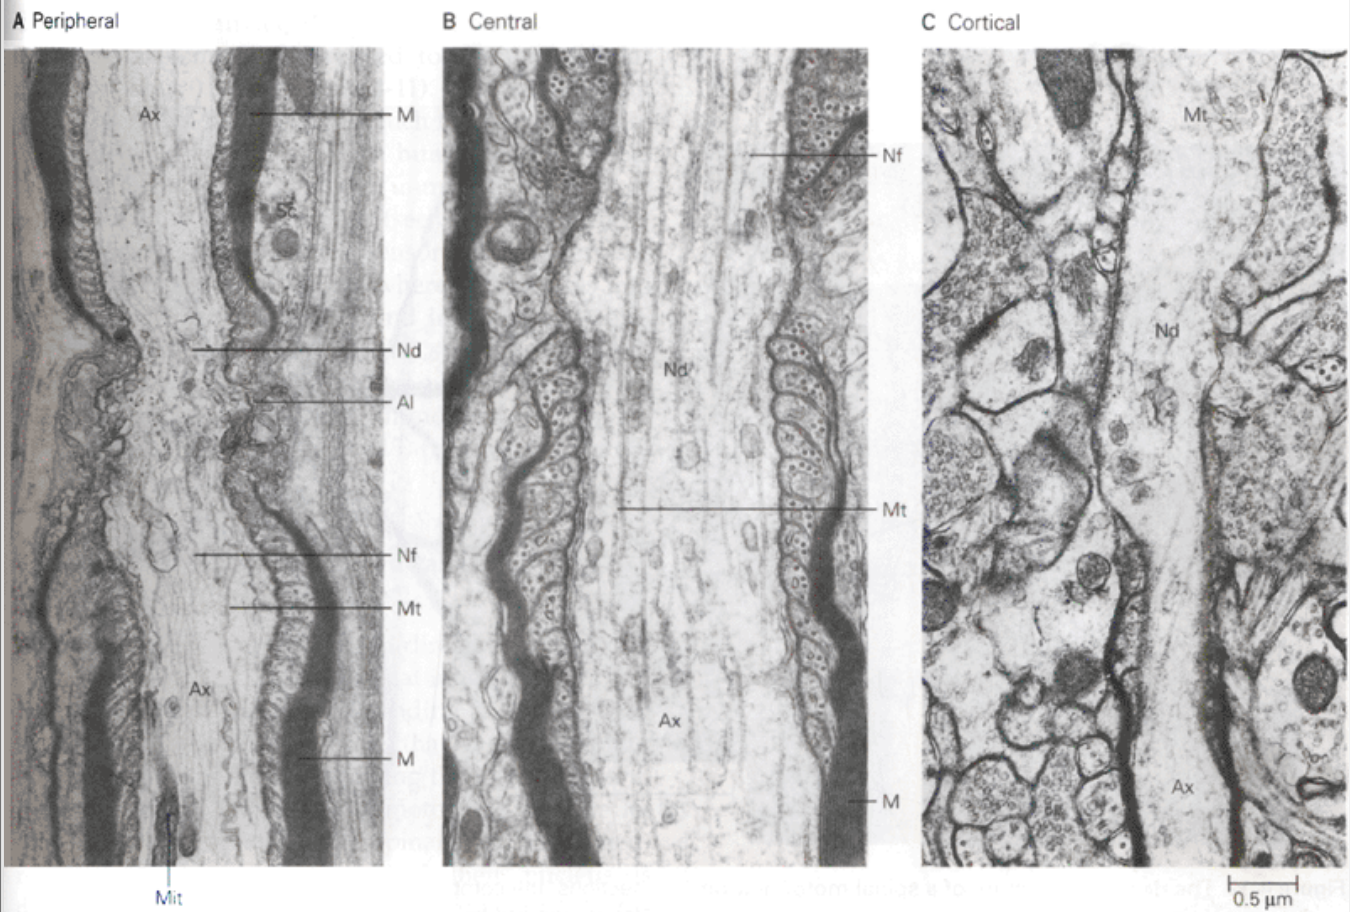 A Peripheral
B Central
C Cortical
Ax
M
Sc
Nd
Al
Nf
Mt
Ax
M
Mit
Nf
Nd
Mt
Ax
M
Mt
Nd
Ax
0.5 µm